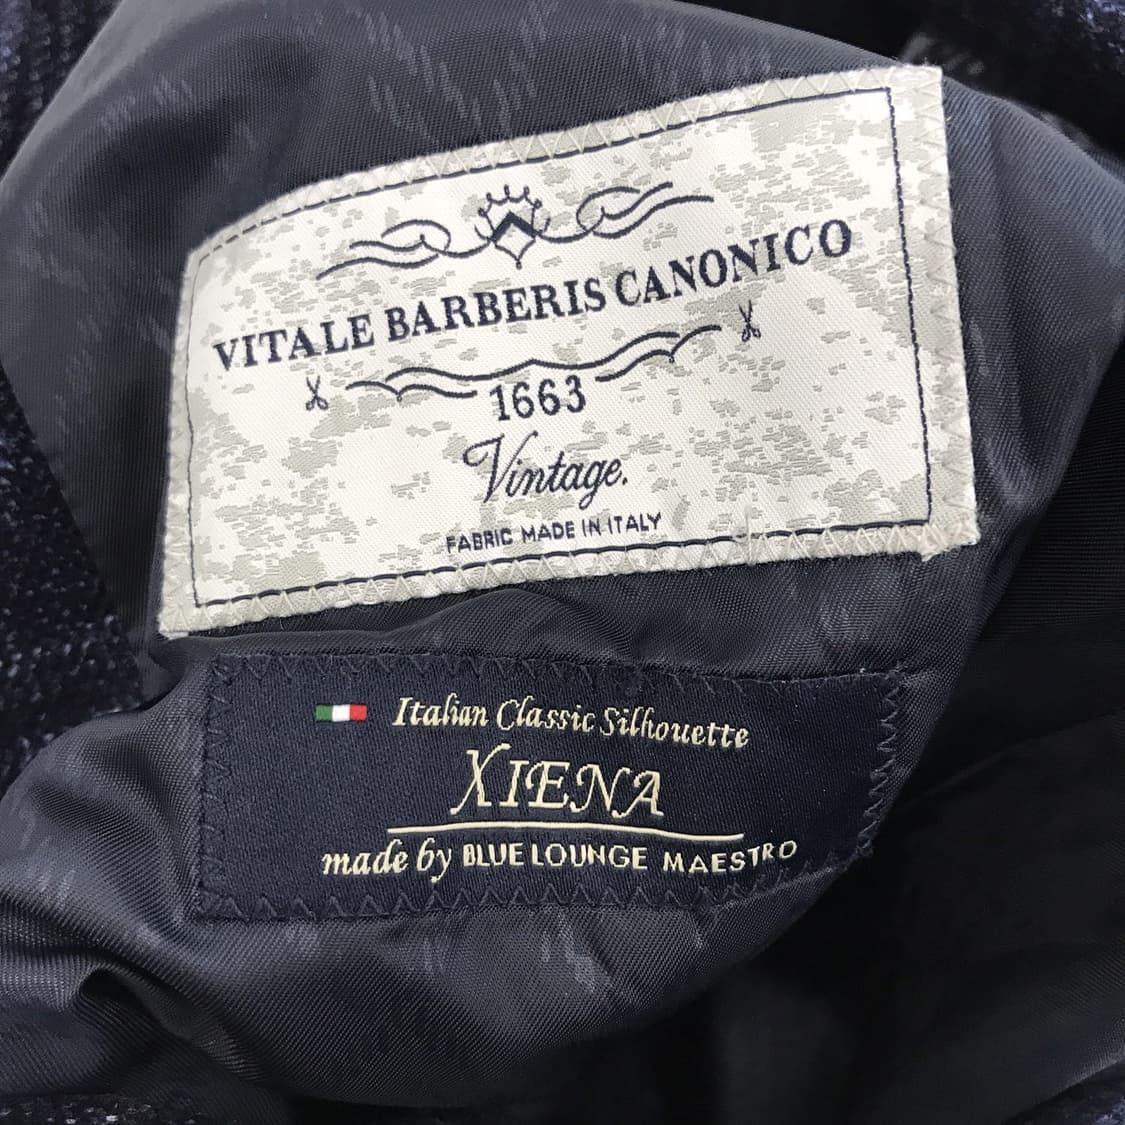 VITALE BARBERIS CANONICO
1663
Vintage.
FABRIC MADE IN ITALY
Italian Classic Silhouette
XIENA
made by BLUE LOUNGE MAESTRO